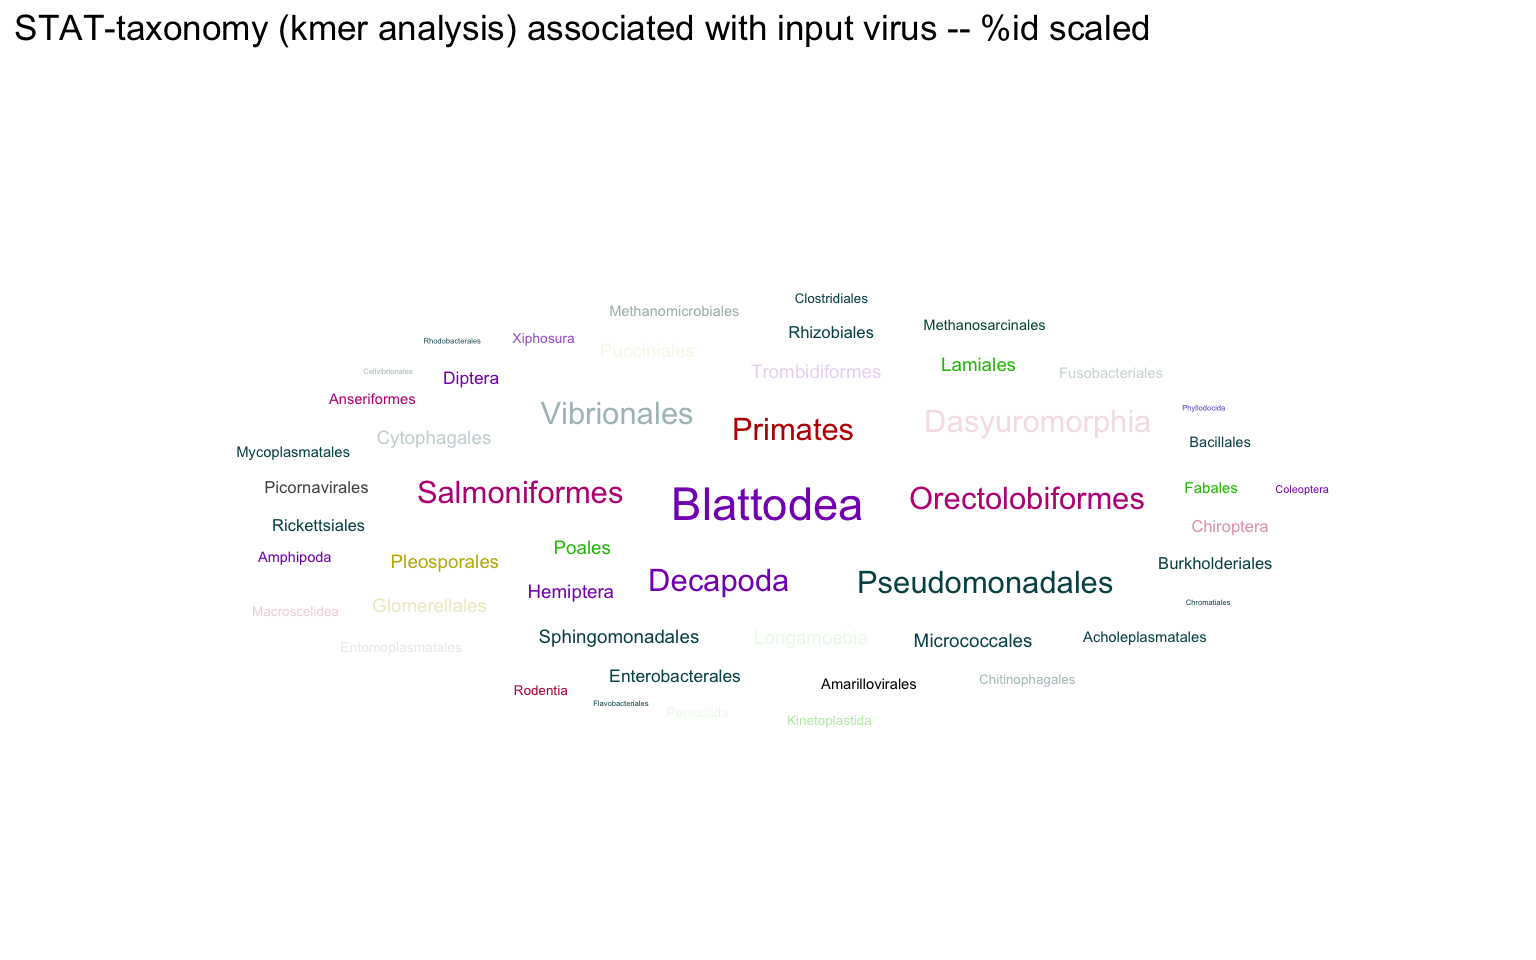 STAT-taxonomy (kmer analysis) associated with input virus -- %id scaled
Clostridiales
Methanomicrobiales
Methanosarcinales
Rhizobiales
Xiphosura
Rhodobacterales
Pucciniales
Lamiales
Trombidiformes
Cellvibrionales
Fusobacteriales
Diptera
Anseriformes
Phyllodocida
Vibrionales
Dasyuromorphia
Primates
Cytophagales
Bacillales
Mycoplasmatales
Picornavirales
Fabales
Coleoptera
Salmoniformes
Orectolobiformes
Blattodea
Rickettsiales
Chiroptera
Poales
Amphipoda
Pleosporales
Burkholderiales
Decapoda
Pseudomonadales
Hemiptera
Chromatiales
Glomerellales
Macroscelidea
Sphingomonadales
Longamoebia
Acholeplasmatales
Micrococcales
Entomoplasmatales
Enterobacterales
Chitinophagales
Amarillovirales
Rodentia
Flavobacteriales
Peniculida
Kinetoplastida